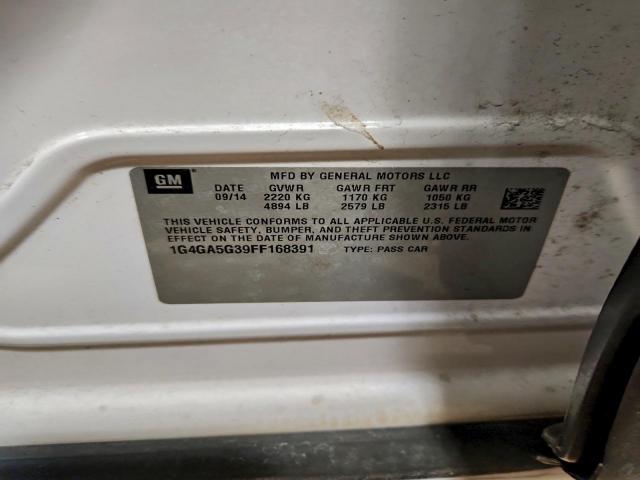 GM
MFD BY GENERAL MOTORS LLC
DATE GVWR GAWR FRT GAWR RR
09/14 2220 KG 1170 KG 1050 KG
4894 LB 2579 LB 2315 LB
THIS VEHICLE CONFORMS TO ALL APPLICABLE U.S. FEDERAL MOTOR
VEHICLE SAFETY, BUMPER, AND THEFT PREVENTION STANDARDS
IN EFFECT ON THE DATE OF MANUFACTURE SHOWN ABOVE.
1G4GA5G39FF168391 TYPE: PASS CAR